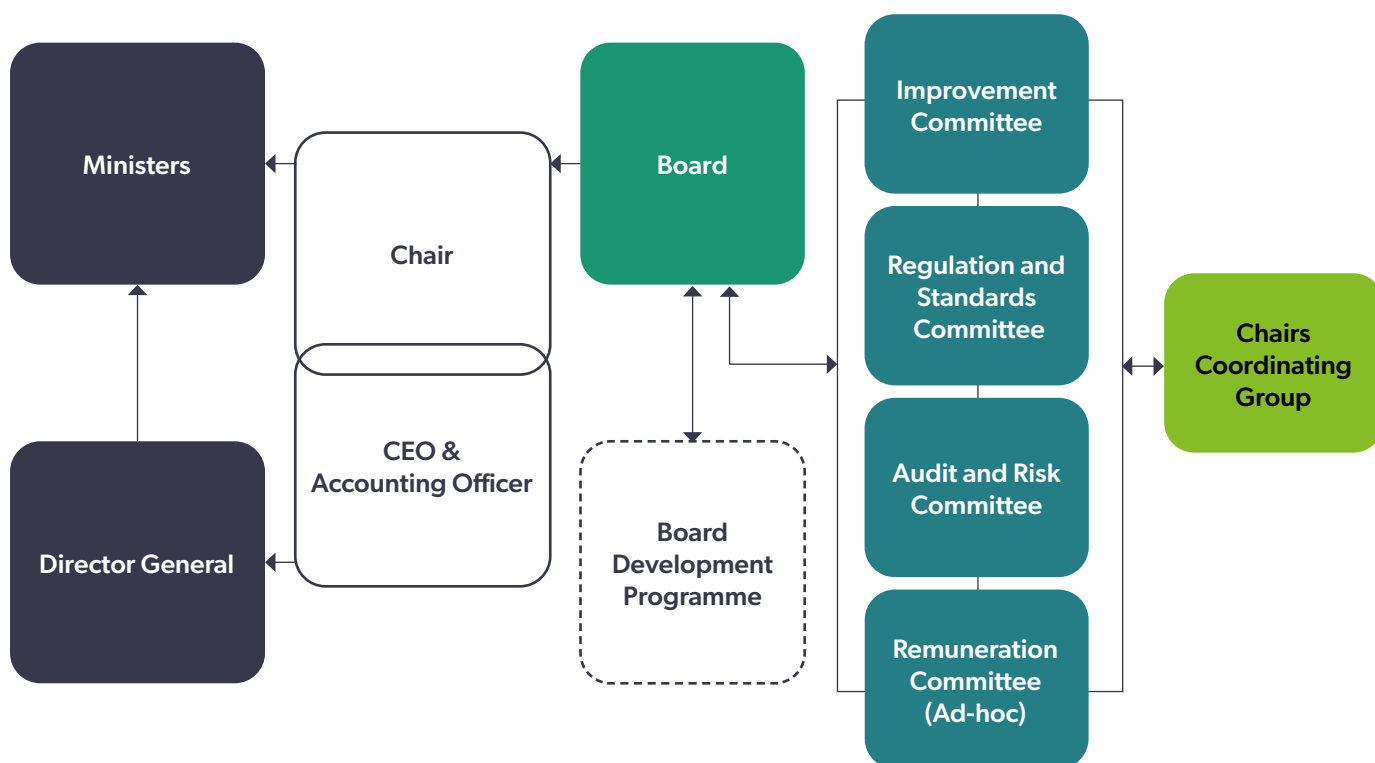 Ministers
Chair
Board
Improvement
Committee
Regulation and
Standards
Committee
Chairs
Coordinating
Group
CEO &
Accounting Officer
Audit and Risk
Committee
Director General
Board
Development
Programme
Remuneration
Committee
(Ad-hoc)